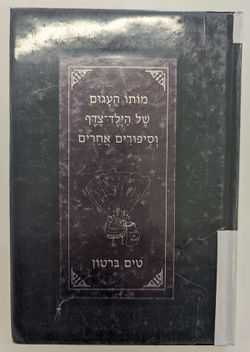 מוֹתוֹ הֶעָגוּם
שֶׁל הַיֶּלֶד־צֶדֶף
וְסִיפּוּרִים אֲחֵרִים
טים ברטון